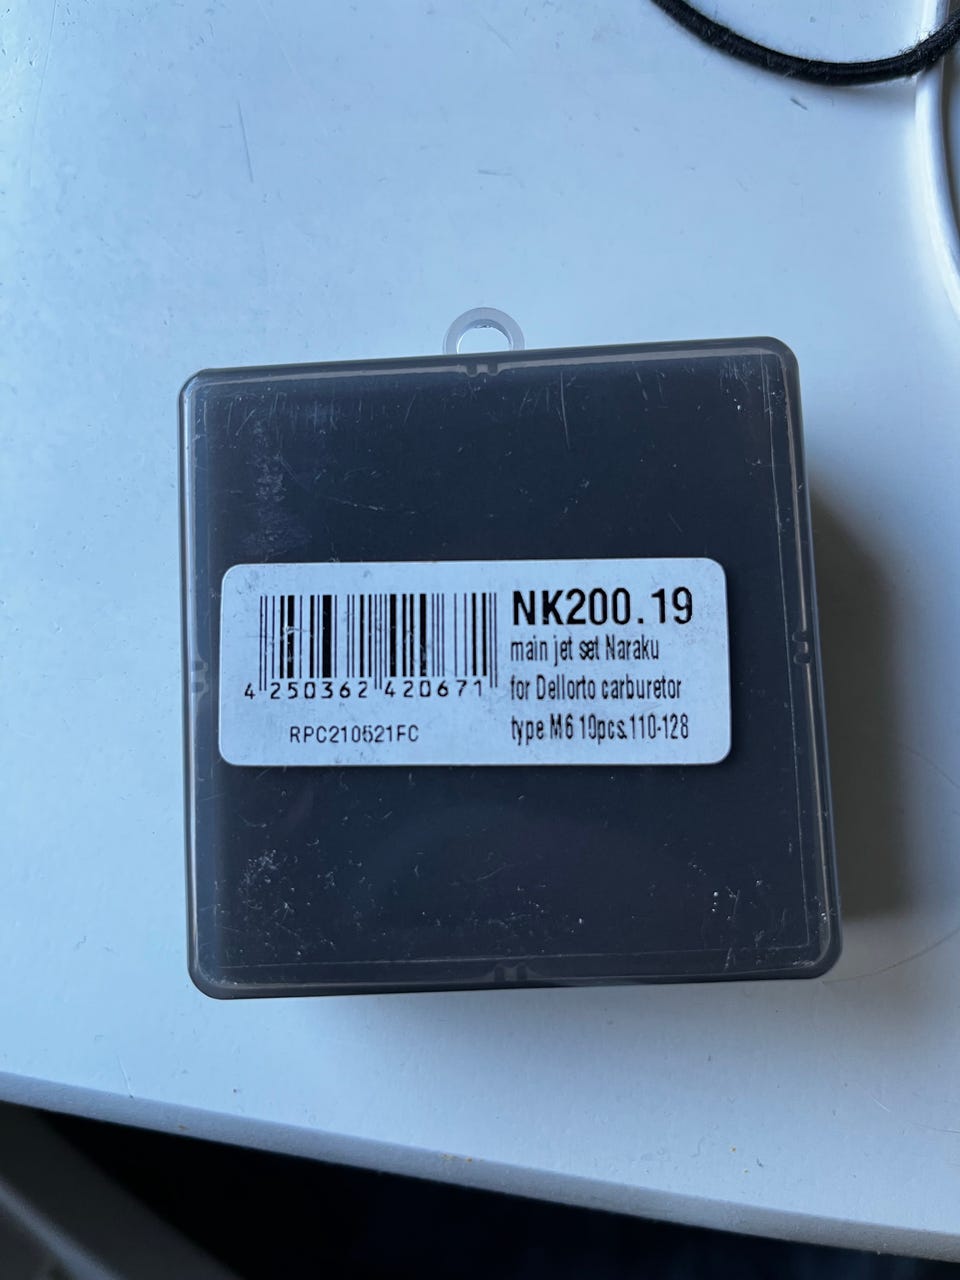 NK200.19
main jet set Naraku
for Dellorto carburetor
type M6 10pcs.110-128
4 250362 420671
RPC210521FC